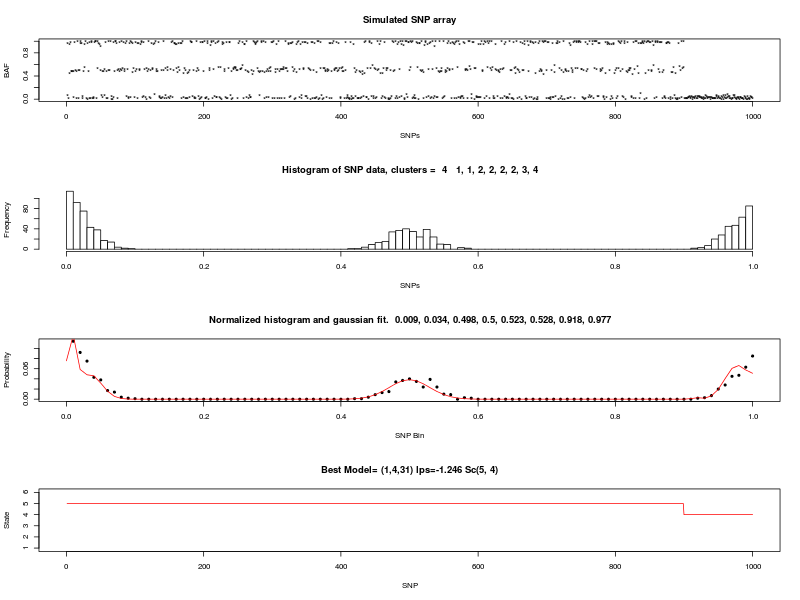 Simulated SNP array
BAF
0.0 0.4 0.8
0 200 400 600 800 1000
SNPs
Histogram of SNP data, clusters = 4 1, 1, 2, 2, 2, 2, 3, 4
Frequency
0 40 80
0.0 0.2 0.4 0.6 0.8 1.0
SNPs
Normalized histogram and gaussian fit. 0.009, 0.034, 0.498, 0.5, 0.523, 0.528, 0.918, 0.977
Probability
0.00 0.06
0.0 0.2 0.4 0.6 0.8 1.0
SNP Bin
Best Model= (1,4,31) lps=-1.246 Sc(5, 4)
State
1 2 3 4 5 6
0 200 400 600 800 1000
SNP